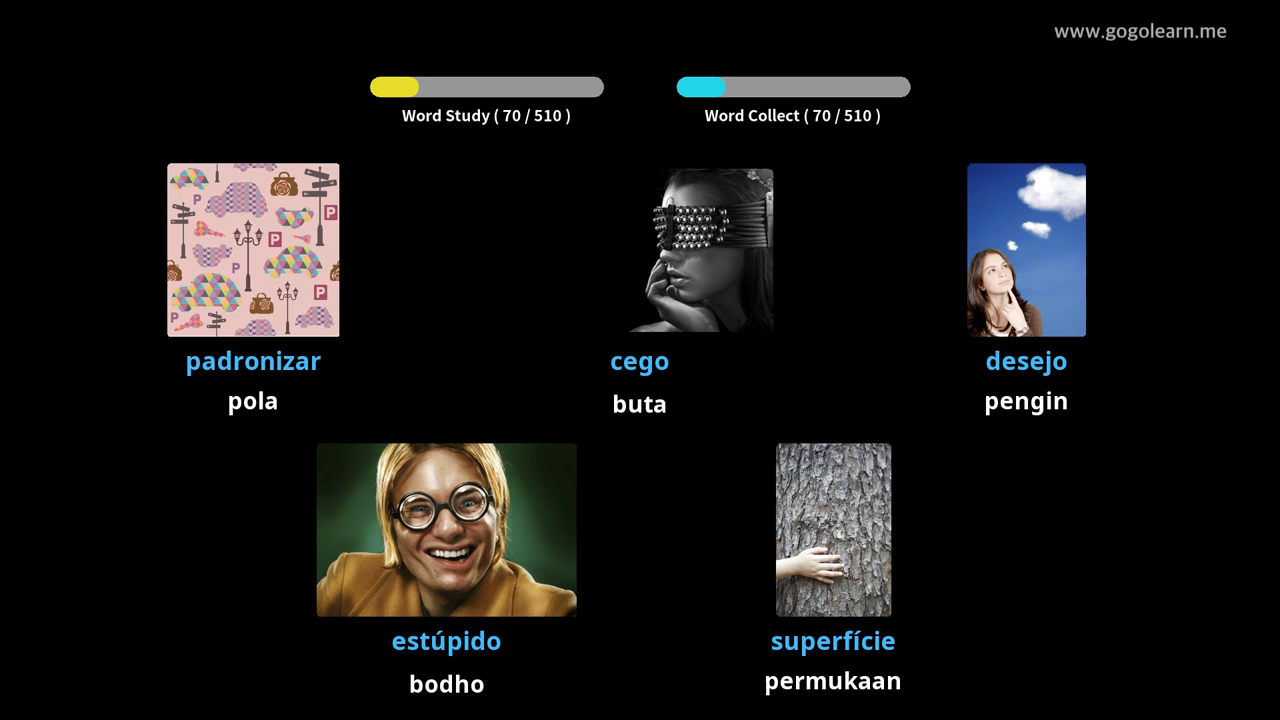 www.gogolearn.me
Word Study ( 70 / 510 )
Word Collect ( 70 / 510 )
P
P
P
P
P
P
padronizar
cego
desejo
pola
buta
pengin
estúpido
superfície
bodho
permukaan